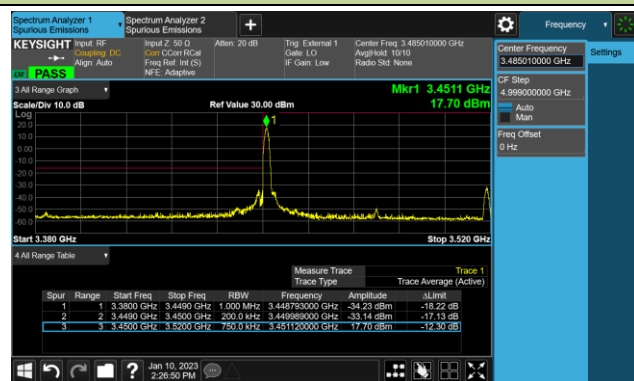 Spectrum Analyzer 1
Spurious Emissions
Spectrum Analyzer 2
Spurious Emissions
Frequency
KEYSIGHT
Input: RF
Coupling: DC
Align: Auto
Input Z: 50 Ω
Corr CCorr RCal
Freq Ref: Int (S)
NFE: Adaptive
Atten: 20 dB
Trig: External 1
Gate: LO
IF Gain: Low
Center Freq: 3.485010000 GHz
Avg|Hold: 10/10
Radio Std: None
PASS
Center Frequency
3.485010000 GHz
Settings
CF Step
4.999000000 GHz
Auto
Man
Freq Offset
0 Hz
3 All Range Graph
Mkr1 3.4511 GHz
Scale/Div 10.0 dB
Ref Value 30.00 dBm
17.70 dBm
Log
20.0
10.0
0.00
-10.0
-20.0
-30.0
-40.0
-50.0
-60.0
1
Start 3.380 GHz
Stop 3.520 GHz
4 All Range Table
Measure Trace Trace 1
Trace Type Trace Average (Active)
Spur Range Start Freq Stop Freq RBW Frequency Amplitude ΔLimit
1 1 3.3800 GHz 3.4490 GHz 1.000 MHz 3.448793000 GHz -34.23 dBm -18.22 dB
2 2 3.4490 GHz 3.4500 GHz 200.0 kHz 3.449989000 GHz -33.14 dBm -17.13 dB
3 3 3.4500 GHz 3.5200 GHz 750.0 kHz 3.451120000 GHz 17.70 dBm -12.30 dB
Jan 10, 2023
2:26:50 PM